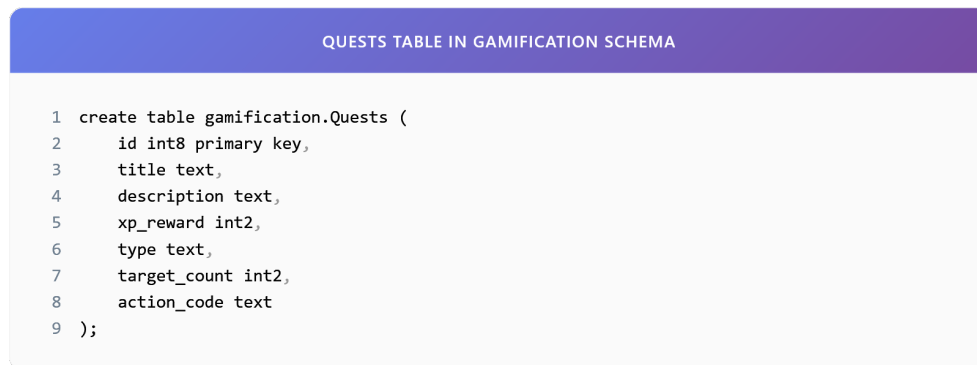 QUESTS TABLE IN GAMIFICATION SCHEMA
1 create table gamification.Quests (
2 id int8 primary key,
3 title text,
4 description text,
5 xp_reward int2,
6 type text,
7 target_count int2,
8 action_code text
9 );